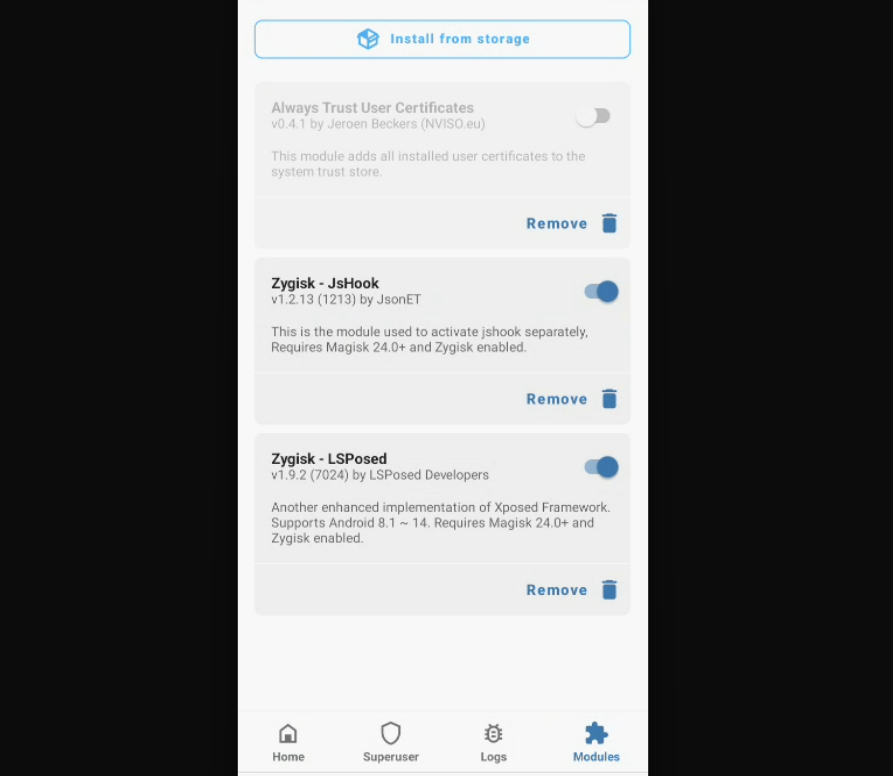 Install from storage
Always Trust User Certificates
v0.4.1 by Jeroen Beckers (NVISO.eu)
This module adds all installed user certificates to the
system trust store.
Remove
Zygisk - JsHook
v1.2.13 (1213) by JsonET
This is the module used to activate jshook separately,
Requires Magisk 24.0+ and Zygisk enabled.
Remove
Zygisk - LSPosed
v1.9.2 (7024) by LSPosed Developers
Another enhanced implementation of Xposed Framework.
Supports Android 8.1 ~ 14. Requires Magisk 24.0+ and
Zygisk enabled.
Remove
Home
Superuser
Logs
Modules